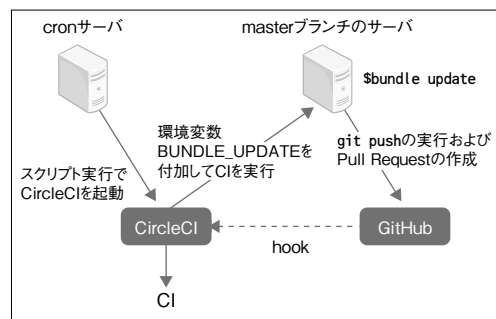 cronサーバ
masterブランチのサーバ
$bundle update
環境変数
BUNDLE_UPDATEを
付加してCIを実行
git pushの実行および
Pull Requestの作成
スクリプト実行で
CircleCIを起動
CircleCI
GitHub
hook
CI